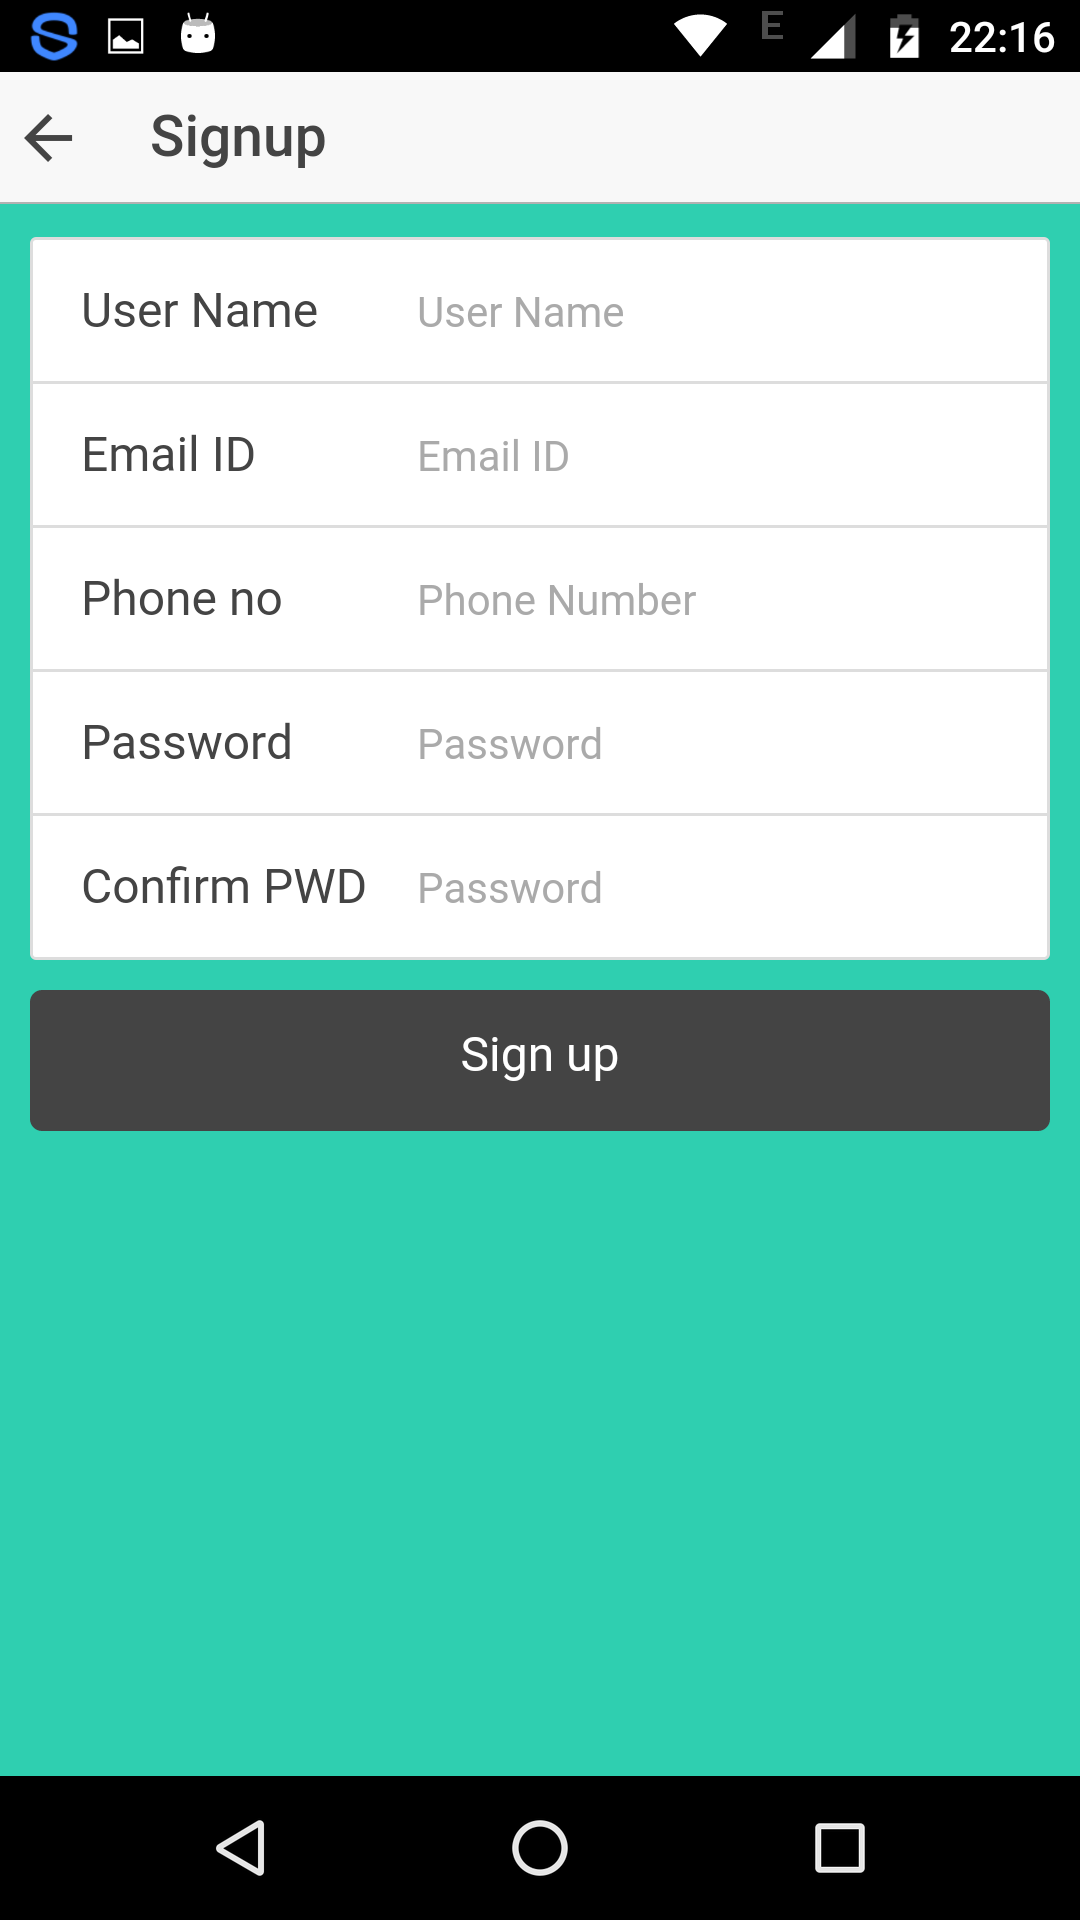 E 22:16
Signup
User Name User Name
Email ID Email ID
Phone no Phone Number
Password Password
Confirm PWD Password
Sign up